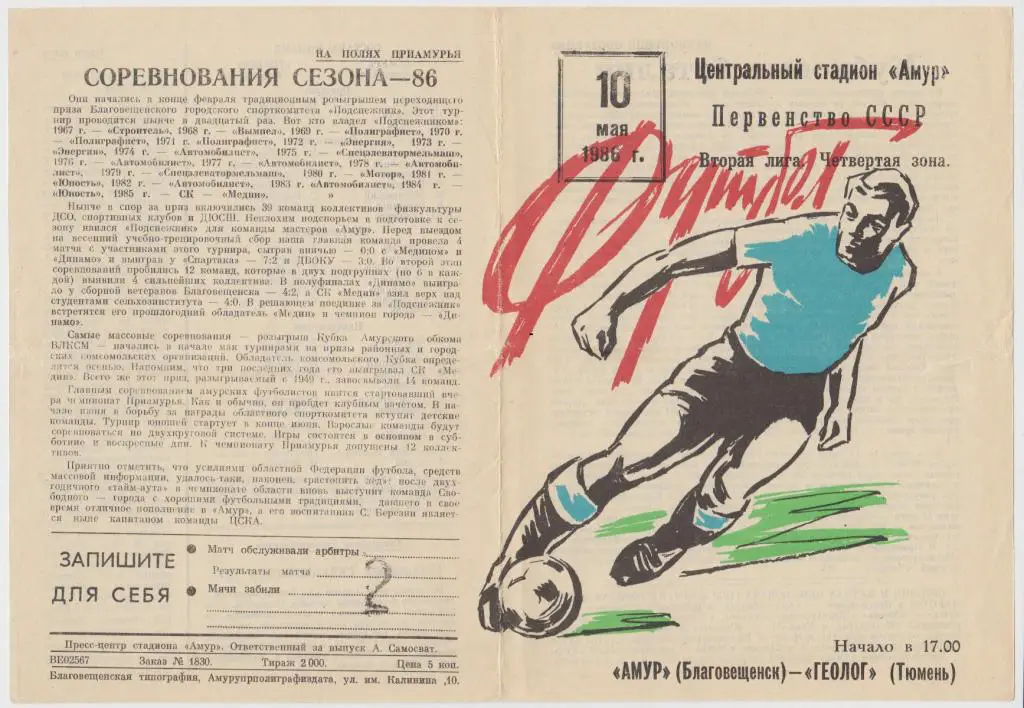 НА ПОЛЯХ ПРИАМУРЬЯ
СОРЕВНОВАНИЯ СЕЗОНА—86
Они начались в конце февраля традиционным розыгрышем переходящего
приза Благовещенского городского спорткомитета «Подснежник». Этот тур-
нир проводится нынче в двадцатый раз. Вот кто владел «Подснежником»:
1967 г. — «Строитель», 1968 г. — «Вымпел», 1969 г. — «Полиграфист», 1970 г.
— «Полиграфист», 1971 г. «Полиграфист», 1972 г. — «Энергия», 1973 г. —
«Энергия», 1974 г. — «Автомобилист», 1975 г. — «Спецэлеватормельмаш»,
1976 г. — «Автомобилист», 1977 г. — «Автомобилист», 1978 г. — «Автомоби-
лист», 1979 г. — «Спецэлеватормельмаш», 1980 г. — «Мотор», 1981 г. —
«Юность», 1982 г. — «Автомобилист», 1983 г. «Автомобилист», 1984 г. —
«Юность», 1985 г. — СК «Медик» »
Нынче в спор за приз включились 39 команд коллективов физкультуры
ДСО, спортивных клубов и ДЮСШ. Неплохим подспорьем в подготовке к се-
зону явился «Подснежник» для команды мастеров «Амур». Перед выездом
на весенний учебно-тренировочный сбор наша главная команда провела 4
матча с участниками этого турнира, сыграв вничью — 0:0 с «Медиком» и
«Динамо» и выиграв у «Спартака» — 7:2 и ДВОКУ — 3:0. Во второй этап
соревнований пробились 12 команд, которые в двух подгруппах (по 6 в каж-
дой) выявили 4 сильнейших коллектива. В полуфиналах «Динамо» выигра-
ло у сборной ветеранов Благовещенска — 4:2, а СК «Медик» взял верх над
студентами сельхозинститута — 4:0. В решающем поединке за «Подснежник»
встретятся его прошлогодний обладатель «Медик» и чемпион города — «Ди-
намо».
Самые массовые соревнования — розыгрыш Кубка Амурского обкома
ВЛКСМ — начались в начале мая турнирами на призы районных и город-
ских комсомольских организаций. Обладатель комсомольского Кубка опреде-
лится осенью. Напомним, что три последних года его выигрывал СК «Ме-
дик». Всего же этот приз, разыгрываемый с 1949 г., завоевывали 14 команд.
Главным соревнованием амурских футболистов явится стартовавший вче-
ра чемпионат Приамурья. Как и обычно, он пройдет клубным зачетом. В на-
чале июня в борьбу за награды областного спорткомитета вступят детские
команды. Турнир юношей стартует в конце июня. Взрослые команды будут
соревноваться по двухкруговой системе. Игры состоятся в основном в суб-
ботние и воскресные дни. К чемпионату Приамурья допущены 12 коллек-
тивов.
Приятно отметить, что усилиями областной Федерации футбола, средств
массовой информации, удалось-таки, наконец, «растопить лед»: после двух-
годичного «тайм-аута» в чемпионате области вновь выступит команда Сво-
бодного — города с хорошими футбольными традициями, давшего в свое
время отличное пополнение в «Амур», а его воспитанник С. Березин являет-
ся ныне капитаном команды ЦСКА.
ЗАПИШИТЕ
ДЛЯ СЕБЯ
Матч обслуживали арбитры
Результаты матча
Мячи забили
2
Пресс-центр стадиона «Амур». Ответственный за выпуск А. Самосват.
ВЕ02567 Заказ № 1830. Тираж 2 000. Цена 5 коп.
Благовещенская типография, Амурупрполиграфиздата, ул. им. Калинина ,10.
10
мая
1986 г.
Центральный стадион «Амур»
Первенство СССР
Вторая лига. Четвертая зона.
Футбол
Начало в 17.00
«АМУР» (Благовещенск)—«ГЕОЛОГ» (Тюмень)